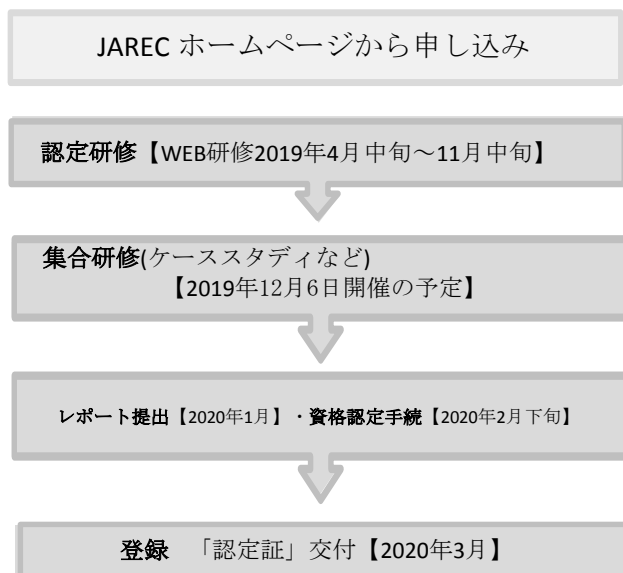 JAREC ホームページから申し込み
認定研修【WEB研修2019年4月中旬～11月中旬】
集合研修(ケーススタディなど)
【2019年12月6日開催の予定】
レポート提出【2020年1月】・資格認定手続【2020年2月下旬】
登録　「認定証」交付【2020年3月】